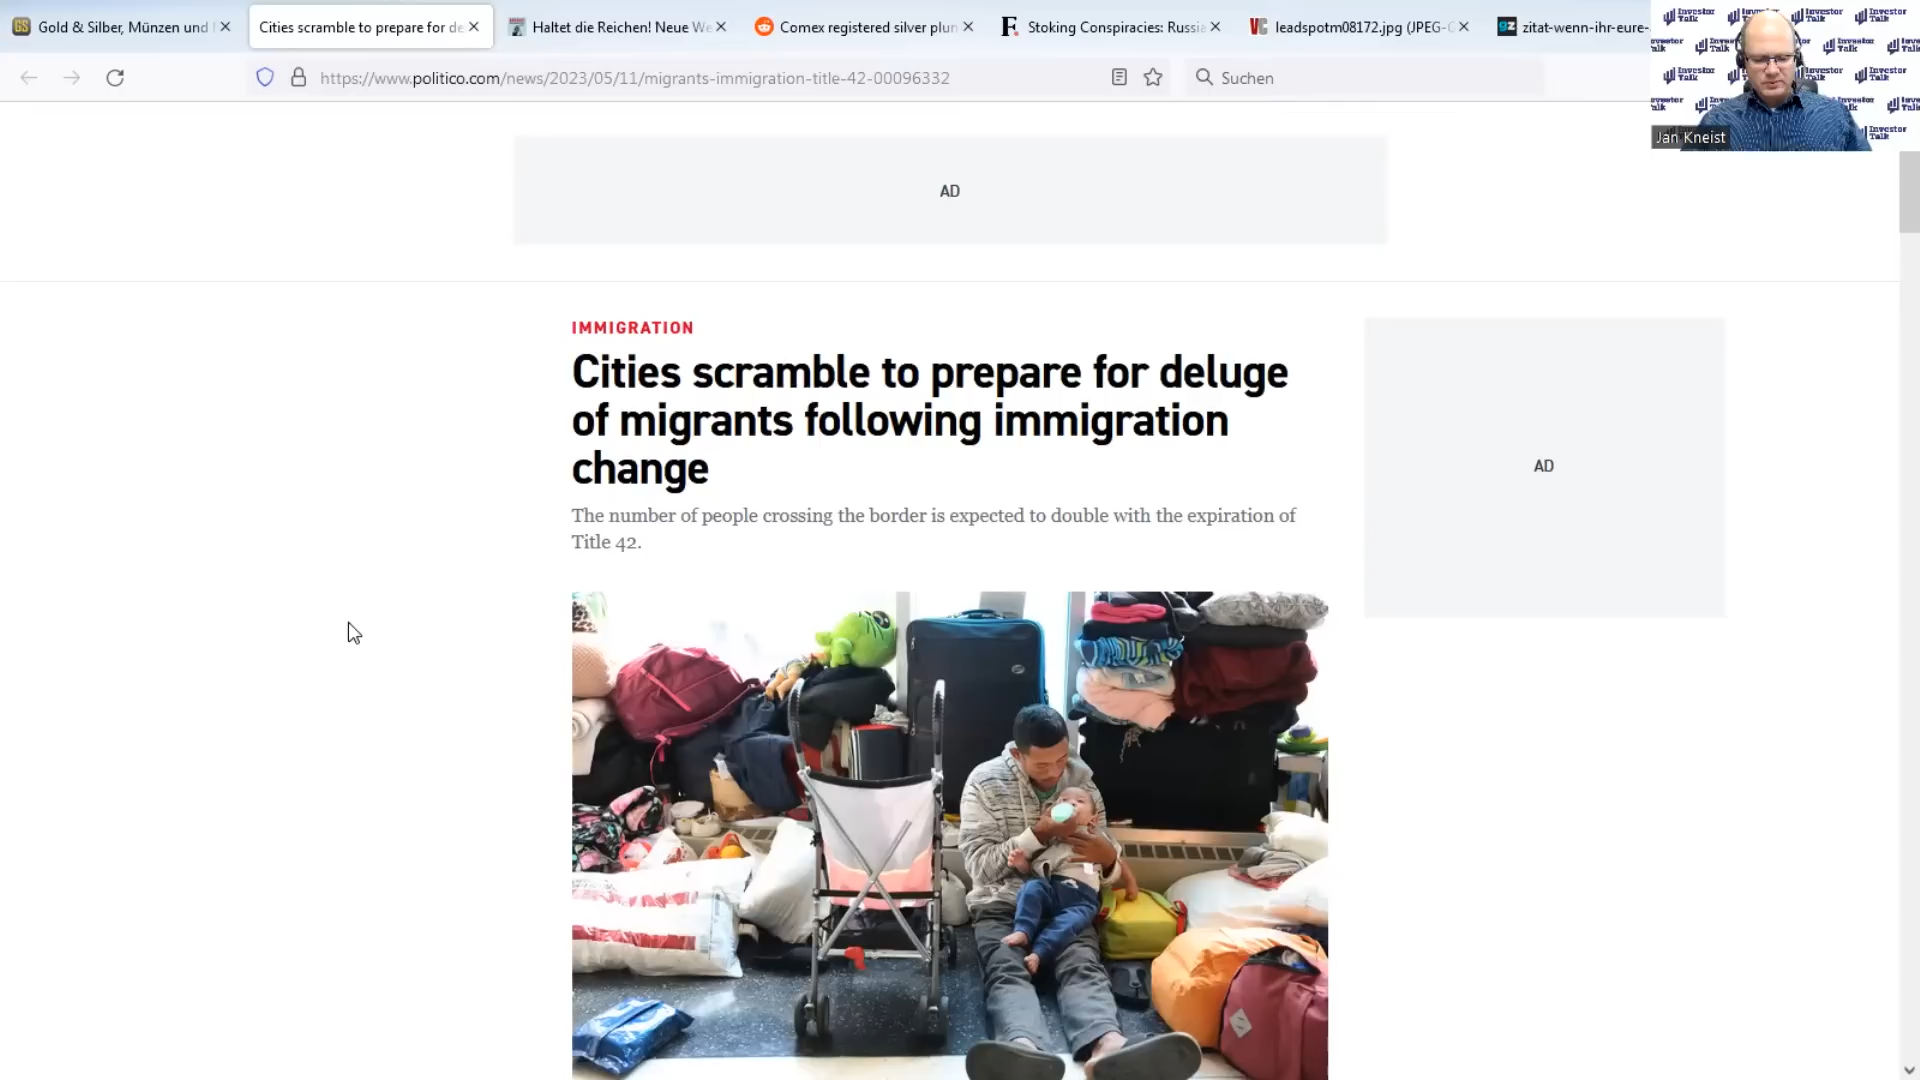 Gold & Silber, Münzen und
Cities scramble to prepare for de
Haltet die Reichen! Neue We
Comex registered silver plun
Stoking Conspiracies: Russia
leadspotm08172.jpg (JPEG-G
zitat-wenn-ihr-eure-
https://www.politico.com/news/2023/05/11/migrants-immigration-title-42-00096332
Suchen
Jan Kneist
AD
IMMIGRATION
Cities scramble to prepare for deluge
of migrants following immigration
change
The number of people crossing the border is expected to double with the expiration of
Title 42.
AD
Investor
Talk